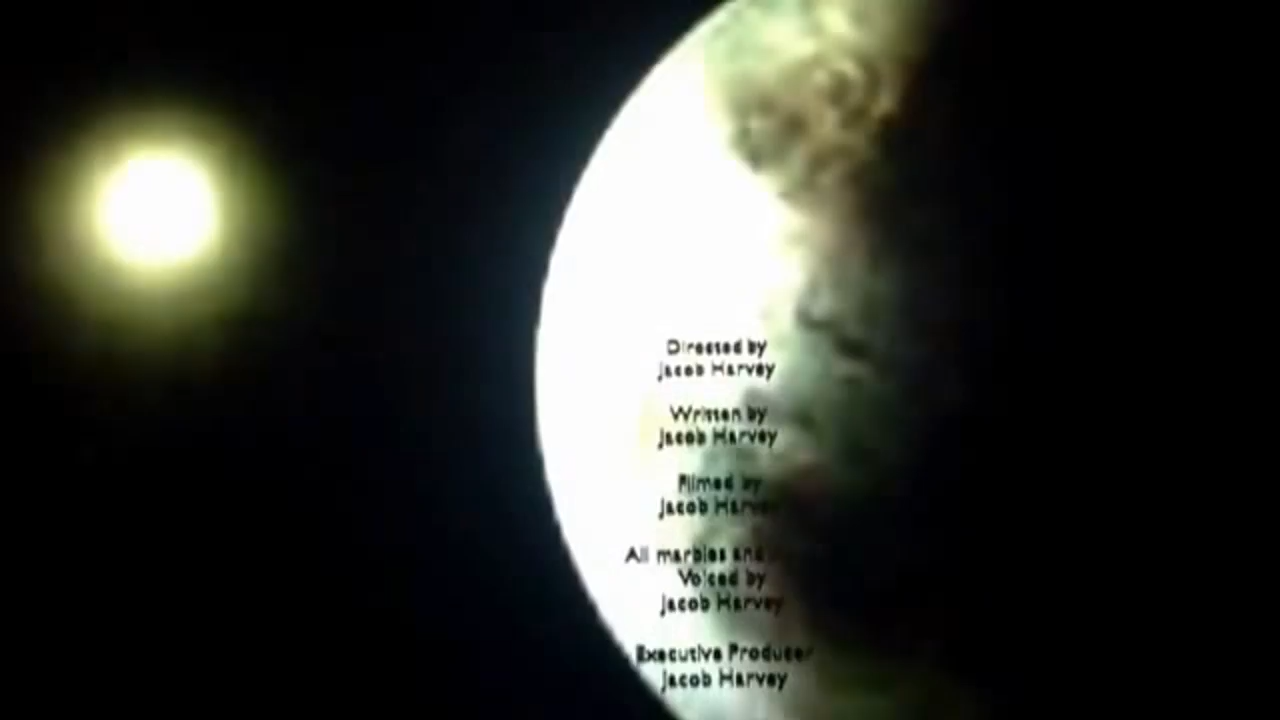 Directed by
Jacob Harvey
Written by
Jacob Harvey
Filmed by
Jacob Harvey
All marbles and
Voiced by
Jacob Harvey
Executive Producer
Jacob Harvey